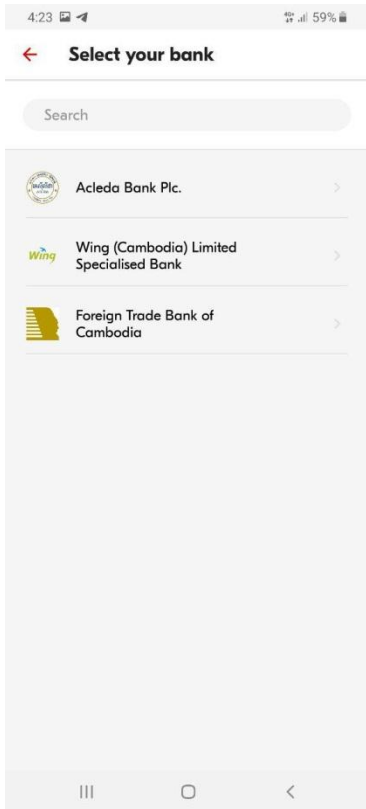 4:23 59%
Select your bank
Search
Acleda Bank Plc.
Wing (Cambodia) Limited
Wing
Specialised Bank
Foreign Trade Bank of
Cambodia